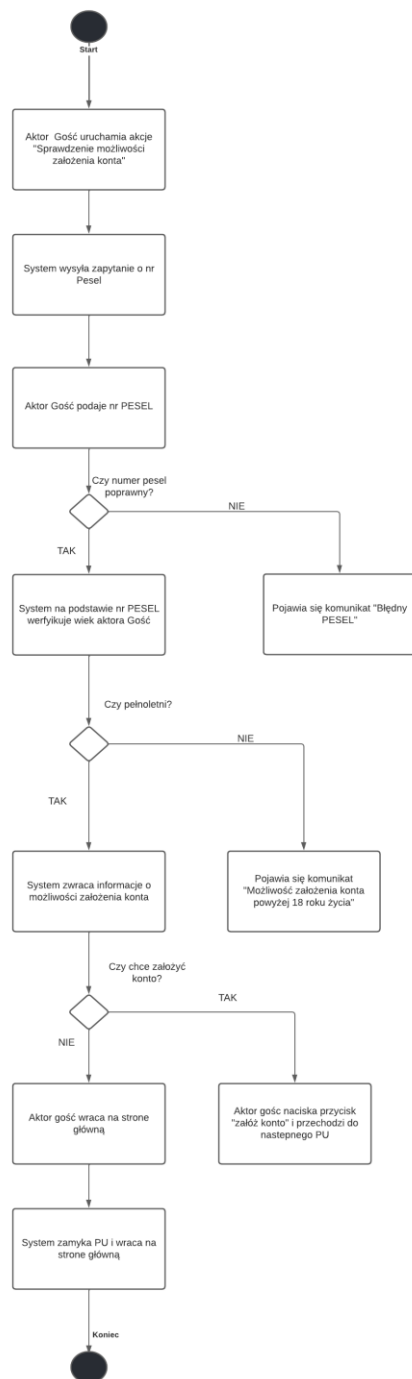 Start
Aktor Gość uruchamia akcje
"Sprawdzenie możliwości
założenia konta"
System wysyła zapytanie o nr
Pesel
Aktor Gość podaje nr PESEL
Czy numer pesel
poprawny?
NIE
TAK
System na podstawie nr PESEL
werfyikuje wiek aktora Gość
Pojawia się komunikat "Błędny
PESEL"
Czy pełnoletni?
NIE
TAK
System zwraca informacje o
możliwości założenia konta
Pojawia się komunikat
"Możliwość założenia konta
powyżej 18 roku życia"
Czy chce założyć
konto?
TAK
NIE
Aktor gość wraca na strone
główną
Aktor gośc naciska przycisk
"załóż konto" i przechodzi do
nastepnego PU
System zamyka PU i wraca na
strone główną
Koniec